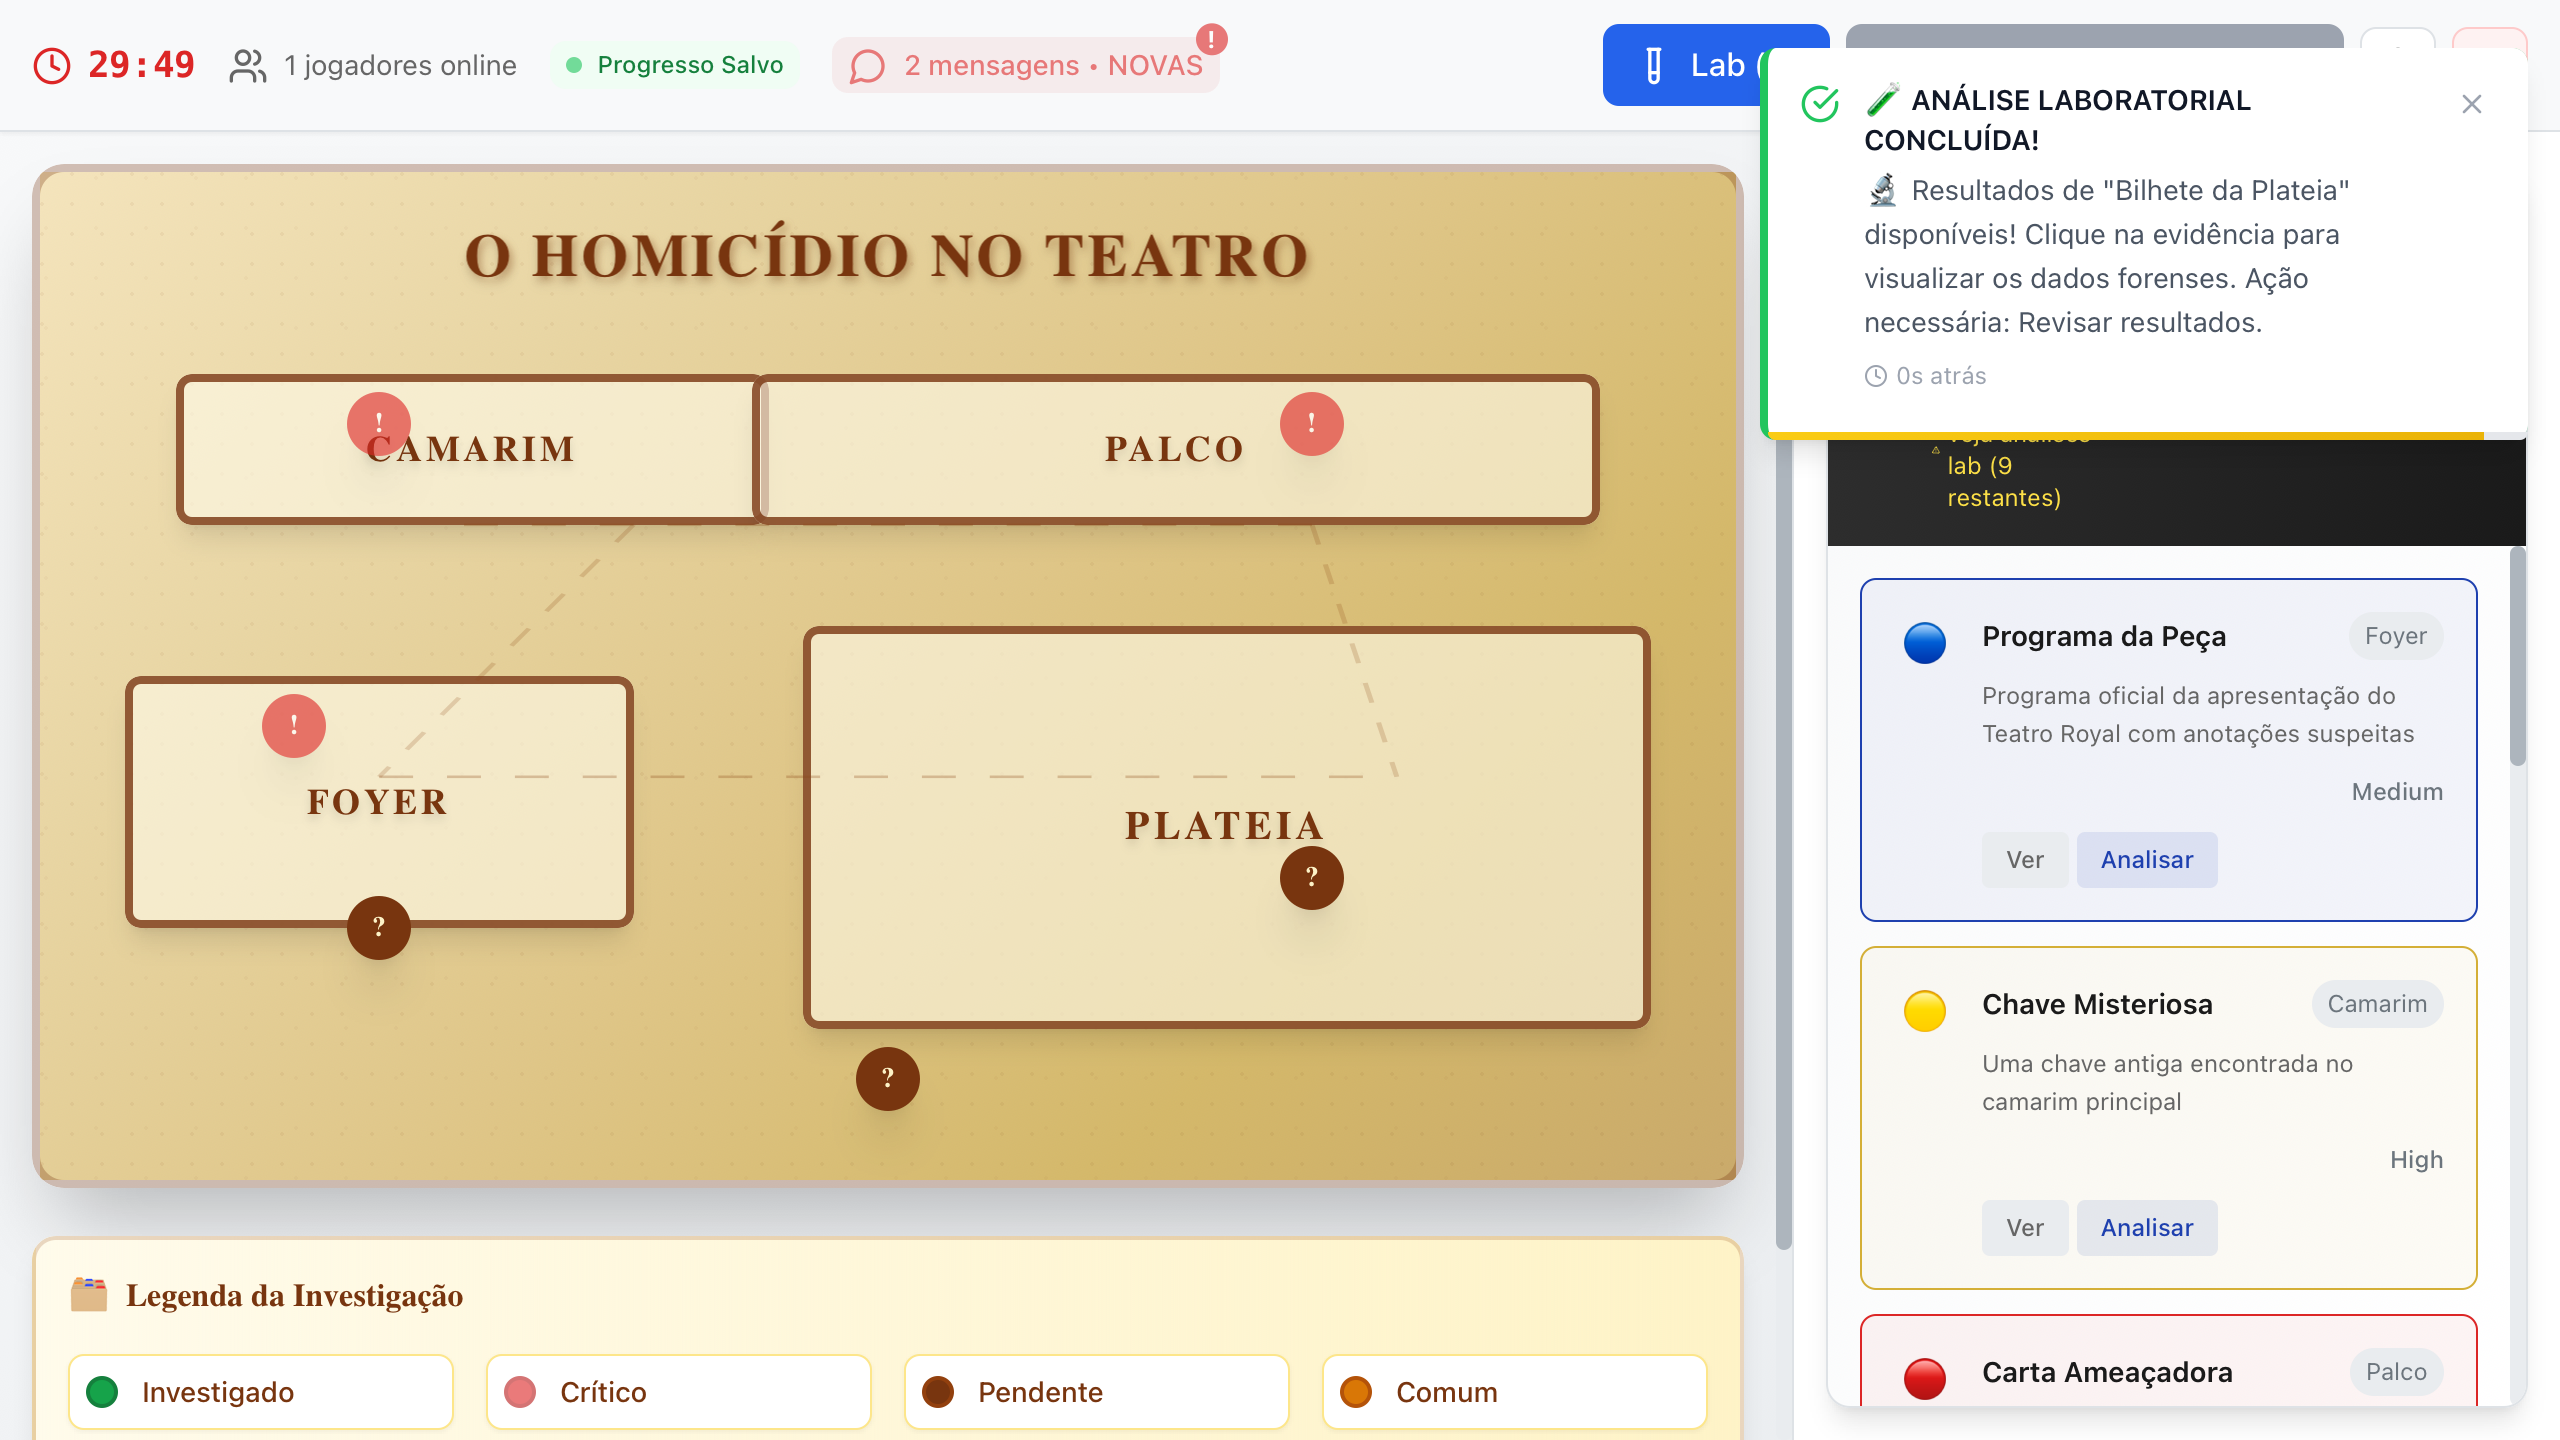 29:49
1 jogadores online
Progresso Salvo
2 mensagens • NOVAS
!
Lab
🧪 ANÁLISE LABORATORIAL
CONCLUÍDA!
🔬 Resultados de "Bilhete da Plateia"
disponíveis! Clique na evidência para
visualizar os dados forenses. Ação
necessária: Revisar resultados.
0s atrás
lab (9
restantes)
O HOMICÍDIO NO TEATRO
!
CAMARIM
PALCO
!
!
FOYER
?
PLATEIA
?
?
Programa da Peça
Foyer
Programa oficial da apresentação do
Teatro Royal com anotações suspeitas
Medium
Ver
Analisar
Chave Misteriosa
Camarim
Uma chave antiga encontrada no
camarim principal
High
Ver
Analisar
Carta Ameaçadora
Palco
Legenda da Investigação
Investigado
Crítico
Pendente
Comum